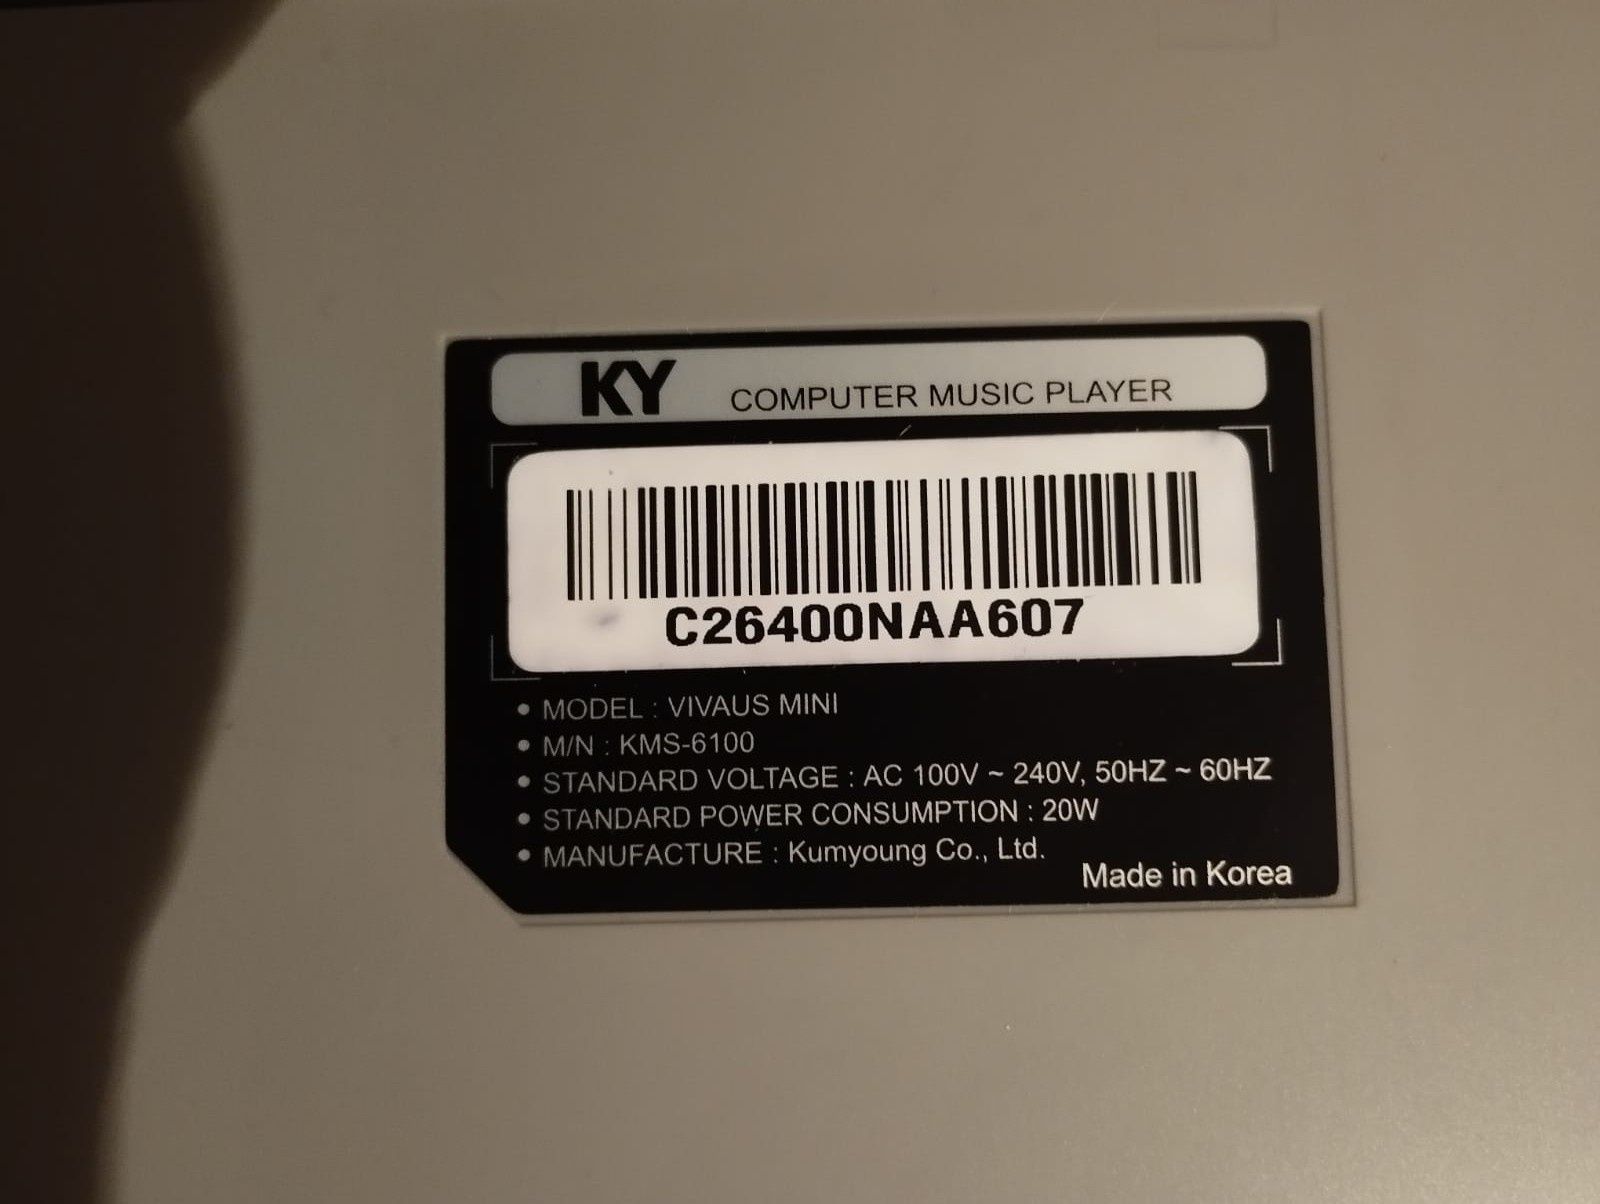 KY COMPUTER MUSIC PLAYER
C26400NAA607
• MODEL : VIVAUS MINI
• M/N : KMS-6100
• STANDARD VOLTAGE : AC 100V ~ 240V, 50HZ ~ 60HZ
• STANDARD POWER CONSUMPTION : 20W
• MANUFACTURE : Kumyoung Co., Ltd.
Made in Korea